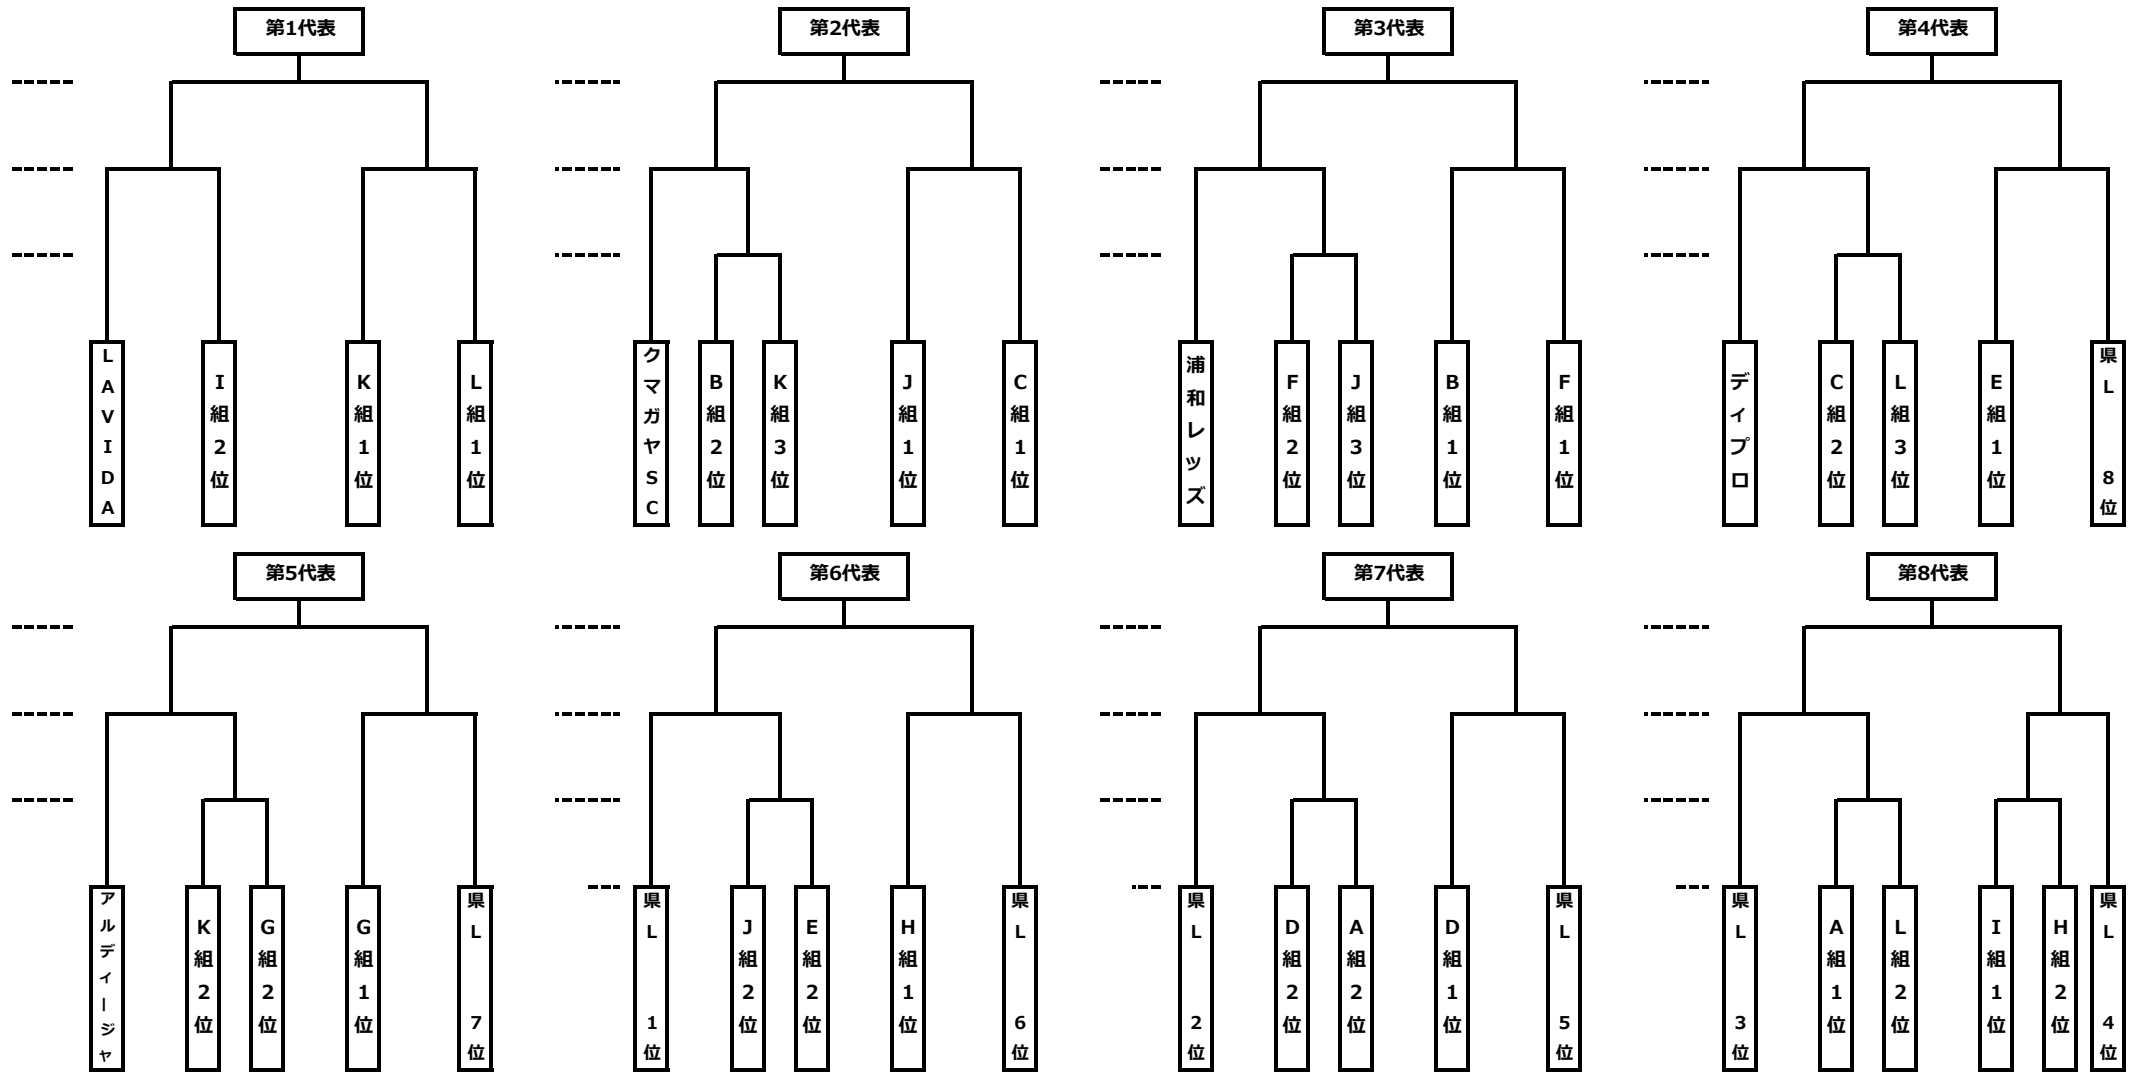 第1代表
第2代表
第3代表
第4代表
LAVIDA
I組2位
K組1位
L組1位
クマガヤSC
B組2位
K組3位
J組1位
C組1位
浦和レッズ
F組2位
J組3位
B組1位
F組1位
ディプロ
C組2位
L組3位
E組1位
県L 8位
第5代表
第6代表
第7代表
第8代表
アルディージャ
K組2位
G組2位
G組1位
県L 7位
県L 1位
J組2位
E組2位
H組1位
県L 6位
県L 2位
D組2位
A組2位
D組1位
県L 5位
県L 3位
A組1位
L組2位
I組1位
H組2位
県L 4位